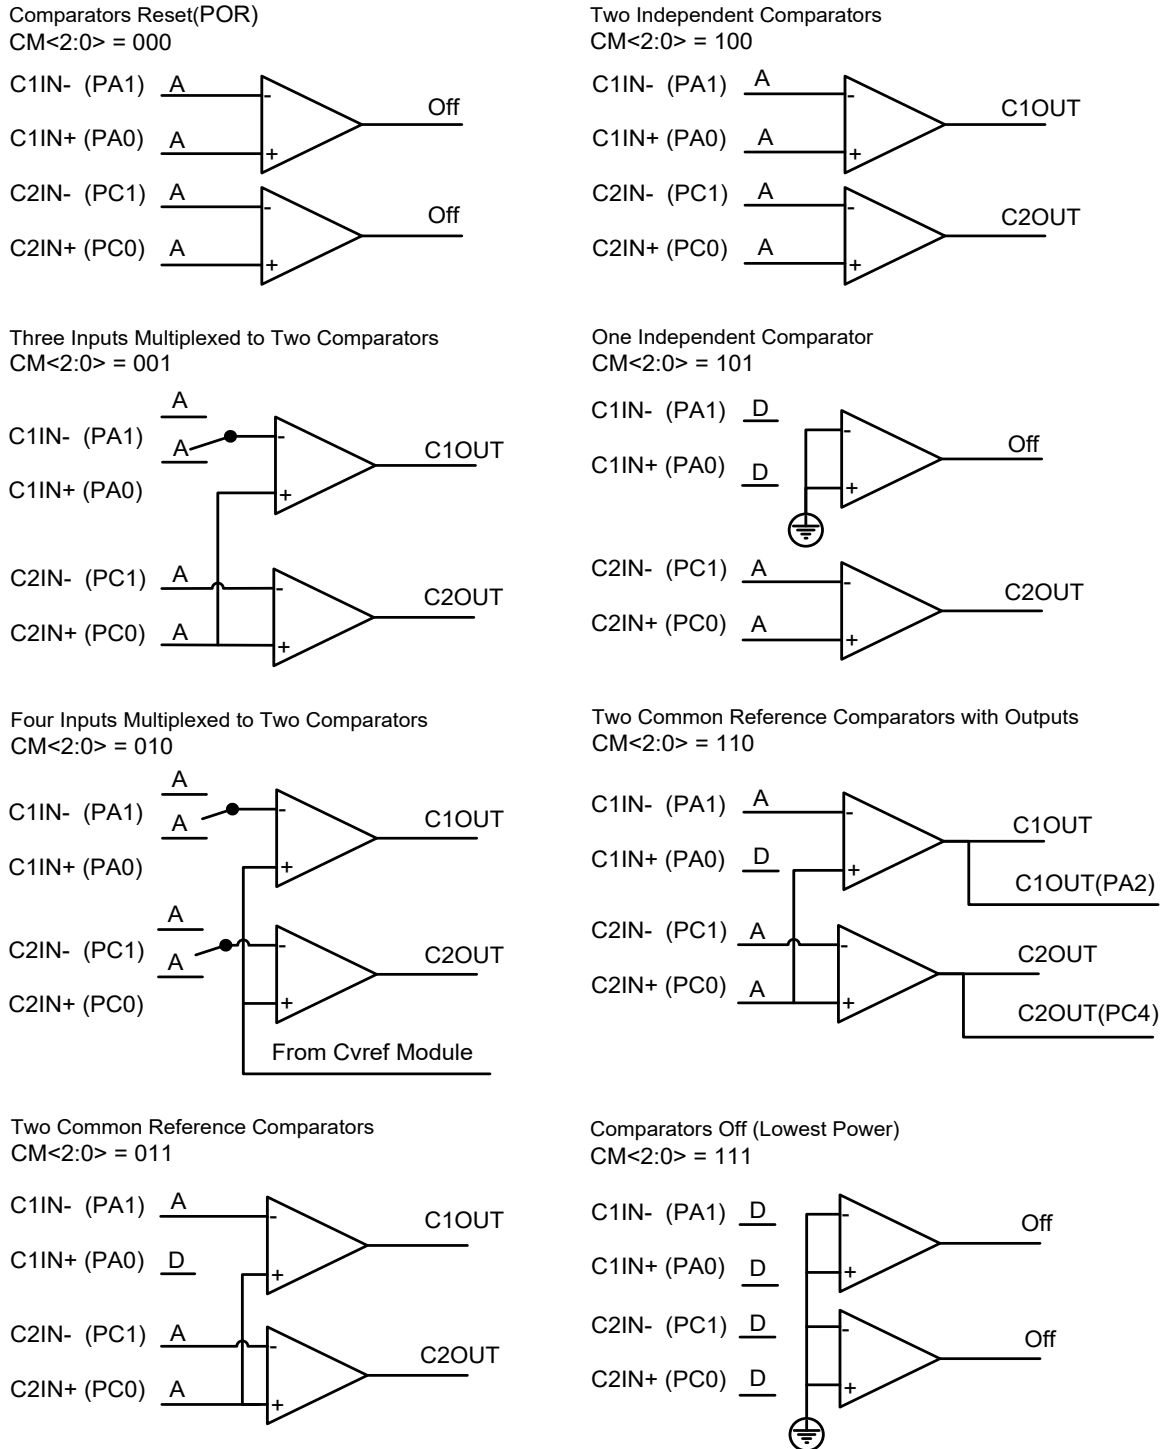 Comparators Reset(POR)
CM<2:0> = 000
C1IN- (PA1) A
-
Off
C1IN+ (PA0) A
+
C2IN- (PC1) A
-
Off
C2IN+ (PC0) A
+
Two Independent Comparators
CM<2:0> = 100
C1IN- (PA1) A
-
C1OUT
C1IN+ (PA0) A
+
C2IN- (PC1) A
-
C2OUT
C2IN+ (PC0) A
+
Three Inputs Multiplexed to Two Comparators
CM<2:0> = 001
A
C1IN- (PA1)
A
-
C1OUT
C1IN+ (PA0)
+
C2IN- (PC1) A
-
C2OUT
C2IN+ (PC0) A
+
One Independent Comparator
CM<2:0> = 101
C1IN- (PA1) D
-
Off
C1IN+ (PA0) D
+
C2IN- (PC1) A
-
C2OUT
C2IN+ (PC0) A
+
Four Inputs Multiplexed to Two Comparators
CM<2:0> = 010
A
C1IN- (PA1)
A
-
C1OUT
C1IN+ (PA0)
+
A
C2IN- (PC1)
A
-
C2OUT
C2IN+ (PC0)
+
From Cvref Module
Two Common Reference Comparators with Outputs
CM<2:0> = 110
C1IN- (PA1) A
-
C1OUT
C1IN+ (PA0) D
+
C1OUT(PA2)
C2IN- (PC1) A
-
C2OUT
C2IN+ (PC0) A
+
C2OUT(PC4)
Two Common Reference Comparators
CM<2:0> = 011
C1IN- (PA1) A
-
C1OUT
C1IN+ (PA0) D
+
C2IN- (PC1) A
-
C2OUT
C2IN+ (PC0) A
+
Comparators Off (Lowest Power)
CM<2:0> = 111
C1IN- (PA1) D
-
Off
C1IN+ (PA0) D
+
C2IN- (PC1) D
-
Off
C2IN+ (PC0) D
+